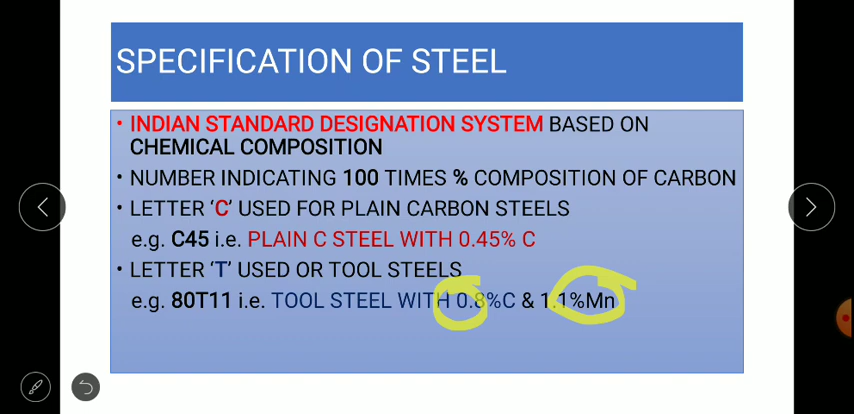 SPECIFICATION OF STEEL
• INDIAN STANDARD DESIGNATION SYSTEM BASED ON
CHEMICAL COMPOSITION
• NUMBER INDICATING 100 TIMES % COMPOSITION OF CARBON
• LETTER ‘C’ USED FOR PLAIN CARBON STEELS
e.g. C45 i.e. PLAIN C STEEL WITH 0.45% C
• LETTER ‘T’ USED OR TOOL STEELS
e.g. 80T11 i.e. TOOL STEEL WITH 0.8%C & 1.1%Mn